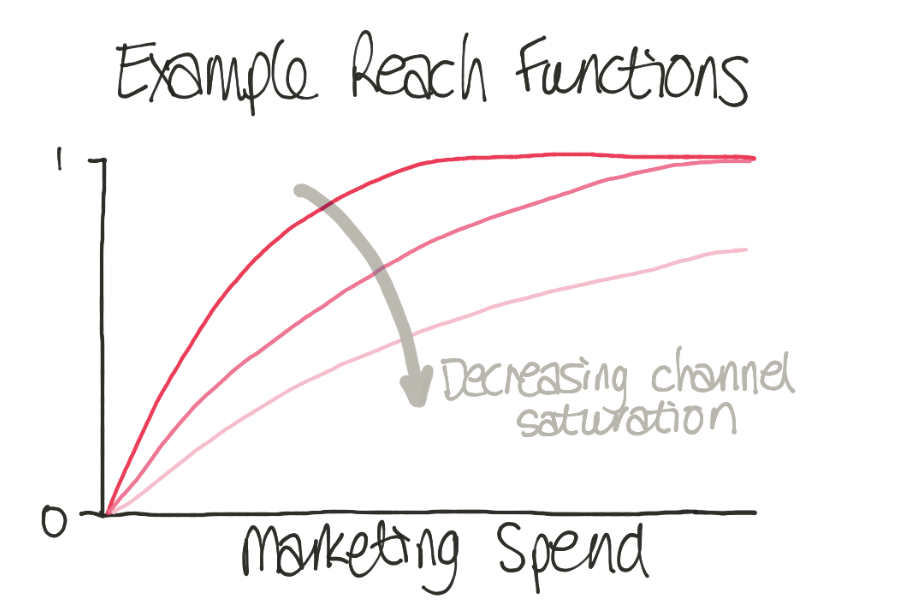 Example Reach Functions
1
Decreasing channel
saturation
0
Marketing Spend